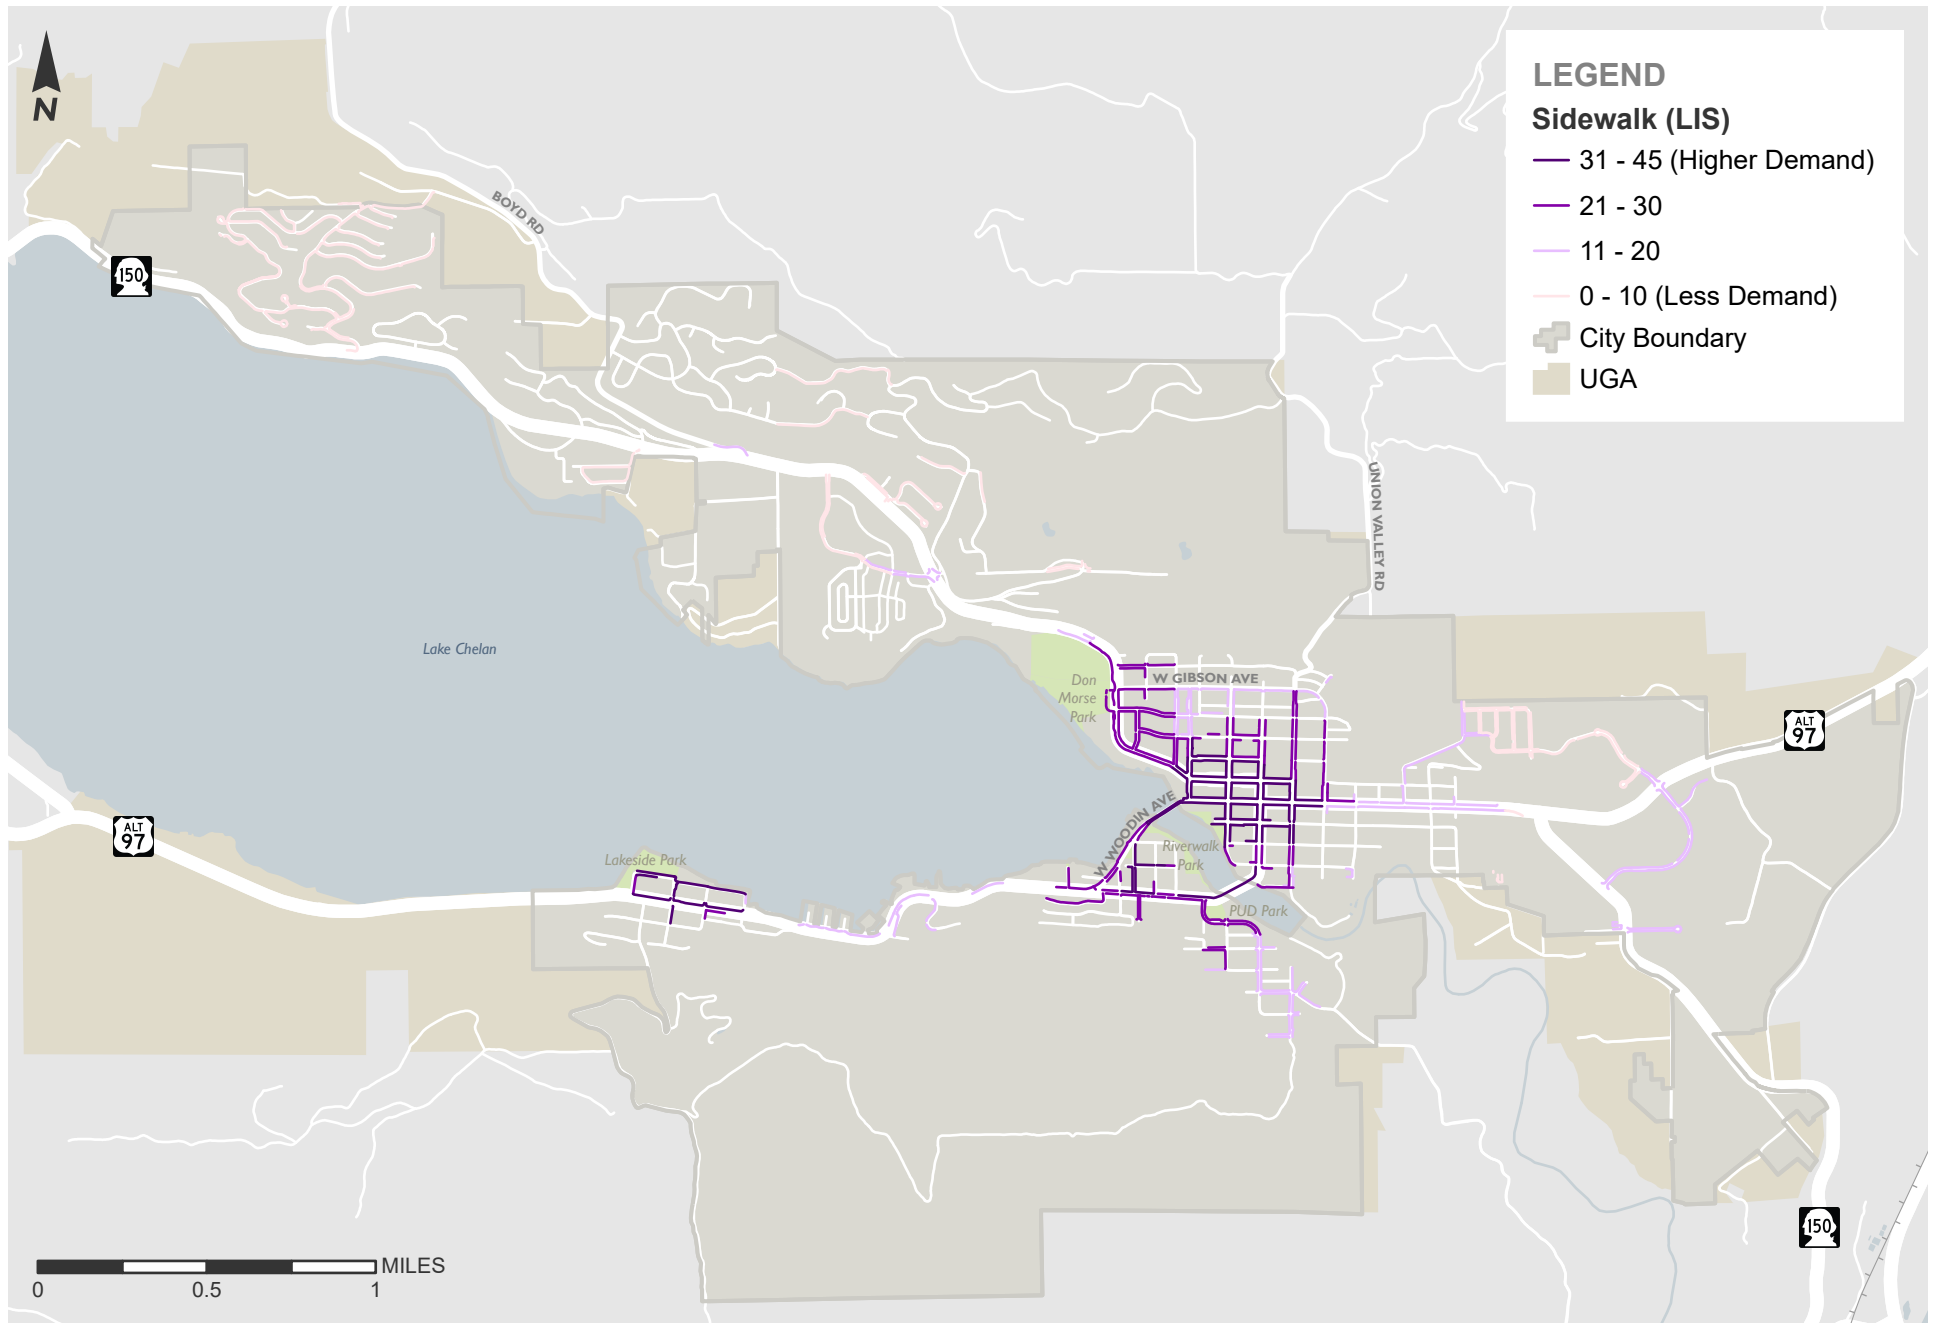 N
LEGEND
Sidewalk (LIS)
31 - 45 (Higher Demand)
21 - 30
11 - 20
0 - 10 (Less Demand)
City Boundary
UGA
BOYD RD
150
UNION VALLEY RD
Lake Chelan
Don
Morse
Park
W GIBSON AVE
ALT
97
W WOODIN AVE
ALT
97
Lakeside Park
Riverwalk
Park
PUD Park
150
MILES
0
0.5
1